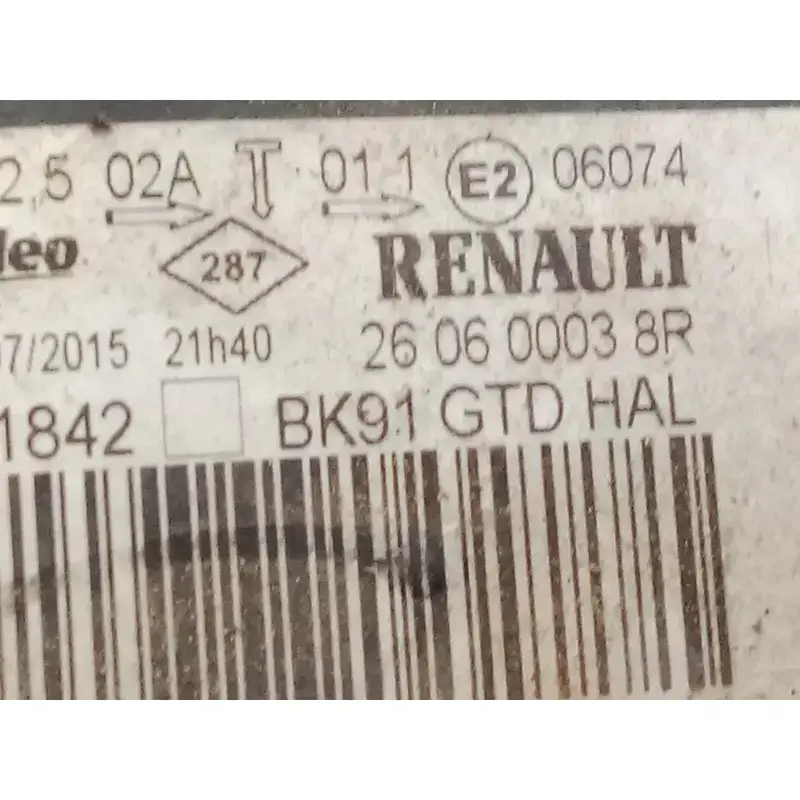 2,5 02A T 01 1 E2 06074
leo 287 RENAULT
07/2015 21h40 26 06 0003 8R
1842 BK91 GTD HAL